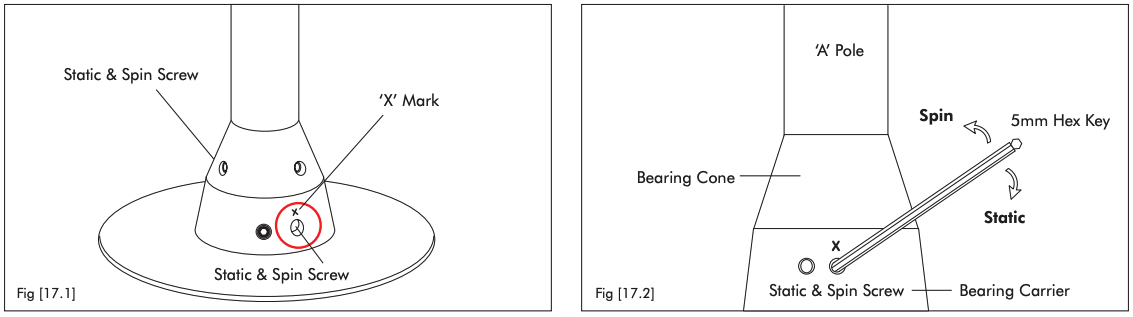 Static & Spin Screw
‘X’ Mark
x
Static & Spin Screw
Fig [17.1]
‘A’ Pole
Spin
5mm Hex Key
Bearing Cone
Static
X
Static & Spin Screw
Bearing Carrier
Fig [17.2]